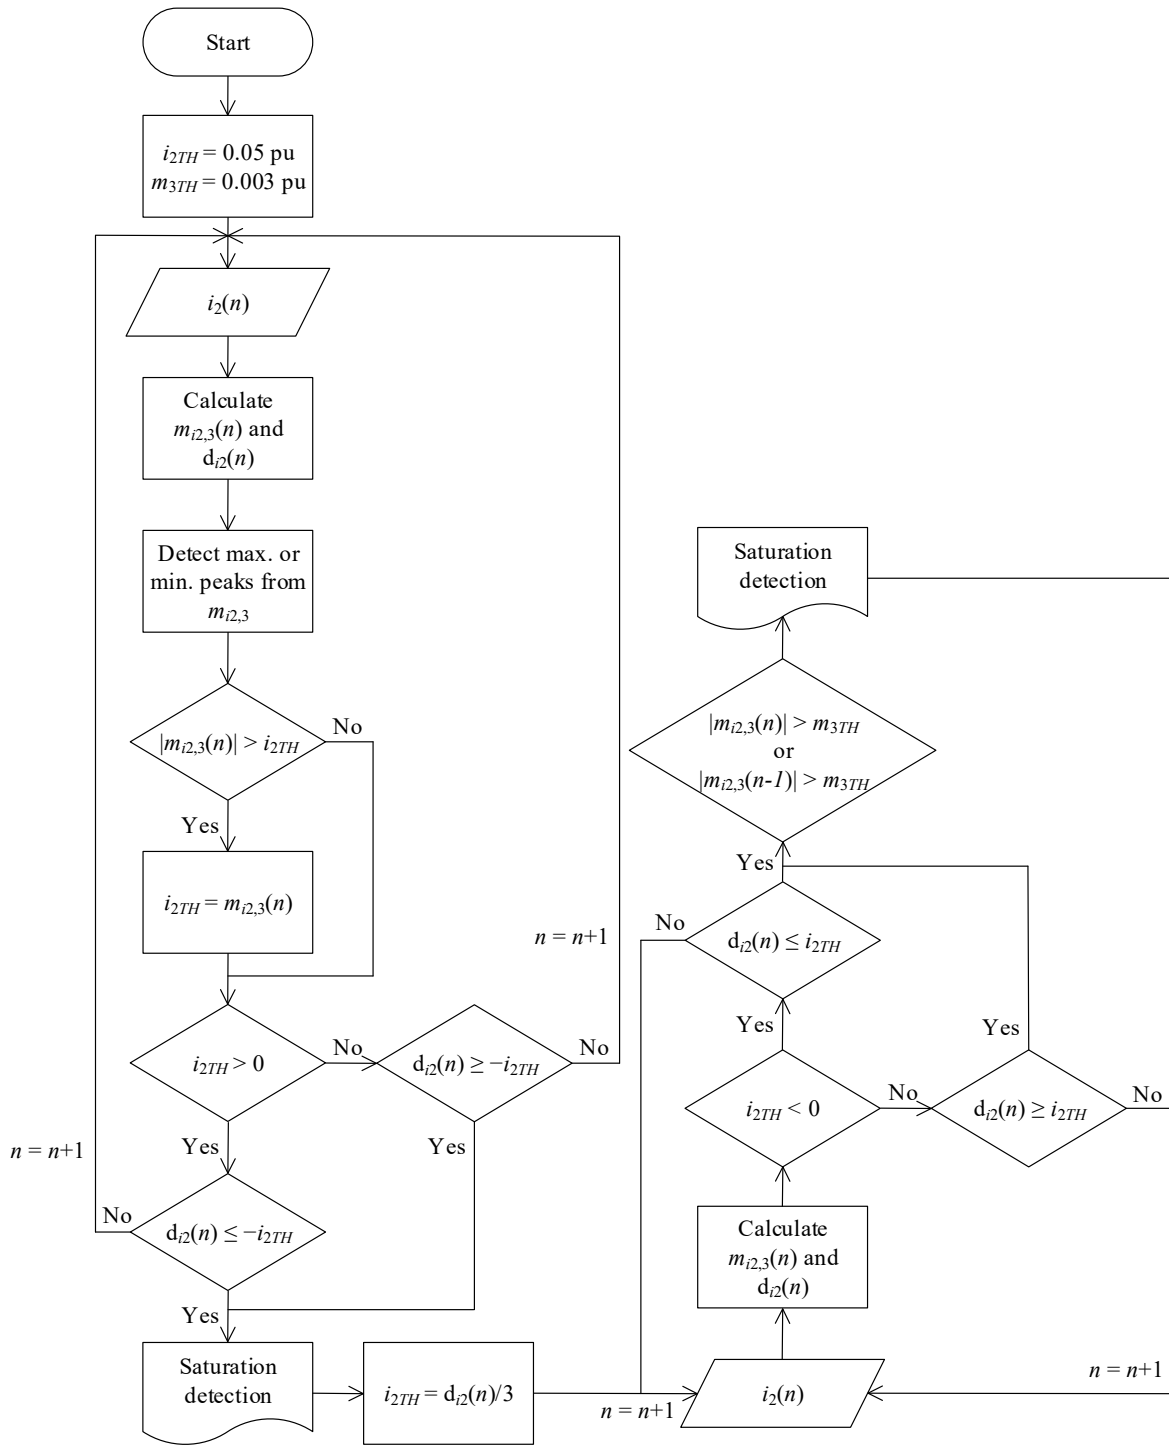 Start
i2TH = 0.05 pu
m3TH = 0.003 pu
i2(n)
Calculate
mi2,3(n) and
di2(n)
Detect max. or
min. peaks from
mi2,3
|mi2,3(n)| > i2TH
No
Yes
i2TH = mi2,3(n)
n = n+1
i2TH > 0
No
di2(n) ≥ −i2TH
No
Yes
Yes
n = n+1
No
di2(n) ≤ −i2TH
Yes
Saturation
detection
i2TH = di2(n)/3
n = n+1
i2(n)
n = n+1
Calculate
mi2,3(n) and
di2(n)
i2TH < 0
No
di2(n) ≥ i2TH
No
Yes
Yes
di2(n) ≤ i2TH
No
Yes
|mi2,3(n)| > m3TH
or
|mi2,3(n-1)| > m3TH
Saturation
detection